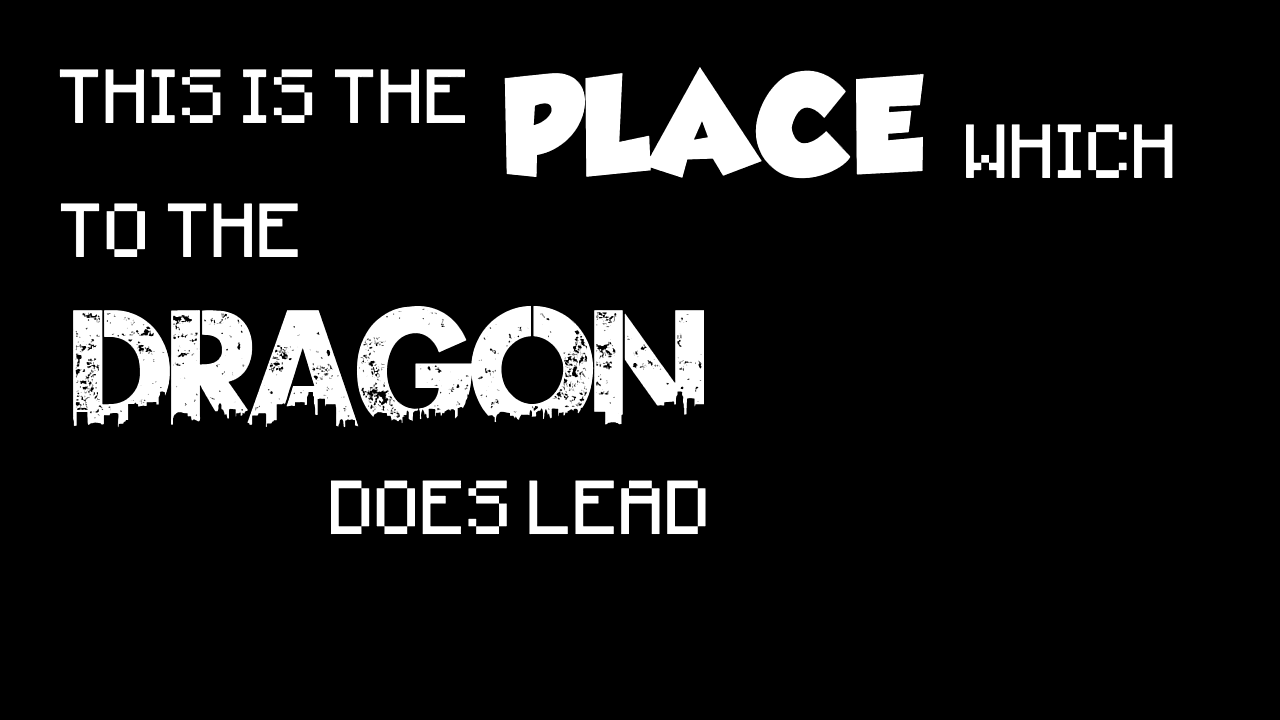 THIS IS THE PLACE WHICH
TO THE
DRAGON
DOES LEAD